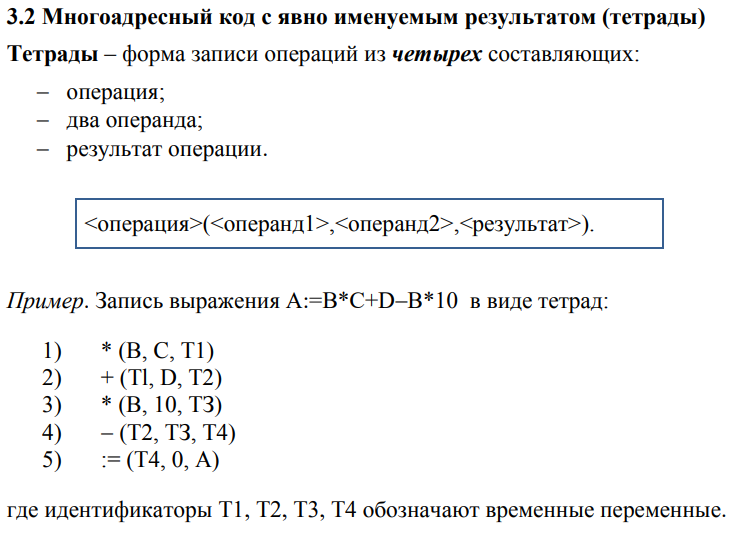 3.2 Многоадресный код с явно именуемым результатом (тетрады)
Тетрады – форма записи операций из четырех составляющих:
– операция;
– два операнда;
– результат операции.
<операция>(<операнд1>,<операнд2>,<результат>).
Пример. Запись выражения A:=B*C+D–B*10 в виде тетрад:
1) * (B, C, T1)
2) + (Tl, D, T2)
3) * (B, 10, T3)
4) – (T2, T3, T4)
5) := (T4, 0, A)
где идентификаторы T1, T2, T3, T4 обозначают временные переменные.